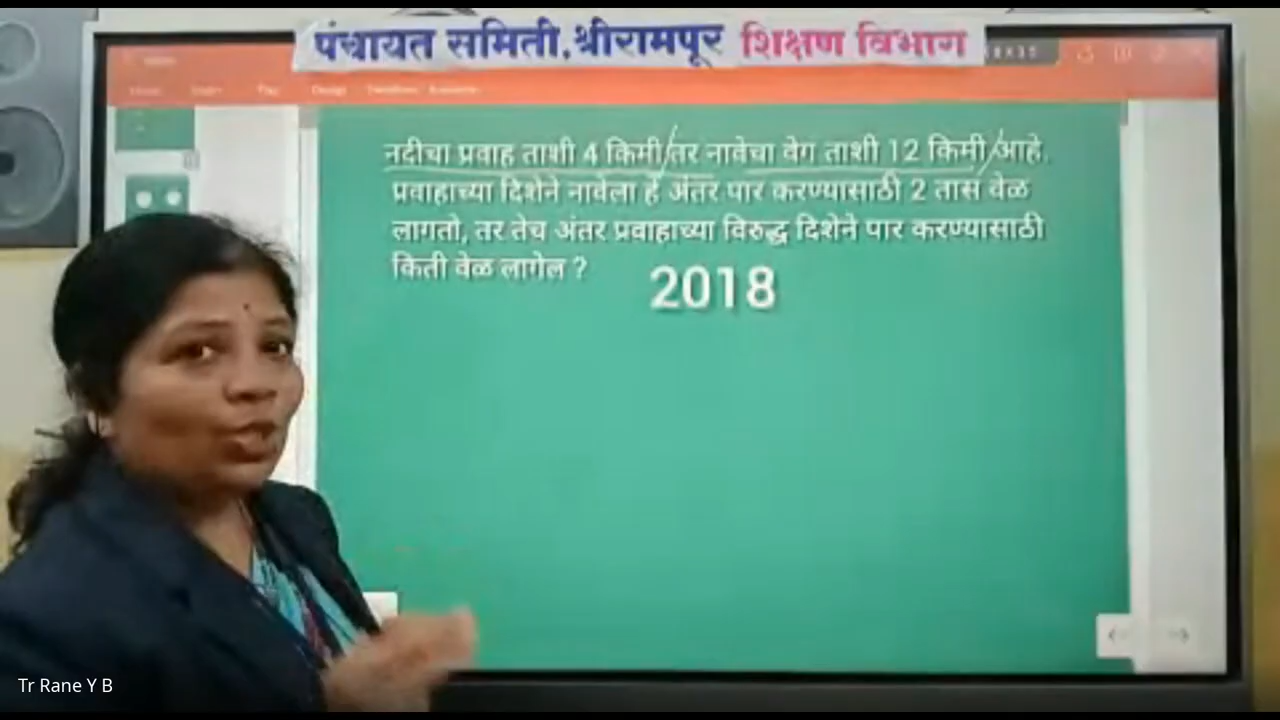 पंचायत समिती,श्रीरामपूर शिक्षण विभाग
नदीचा प्रवाह ताशी 4 किमी तर नावेचा वेग ताशी 12 किमी आहे.
प्रवाहाच्या दिशेने नावेला हे अंतर पार करण्यासाठी 2 तास वेळ
लागतो, तर तेच अंतर प्रवाहाच्या विरुद्ध दिशेने पार करण्यासाठी
किती वेळ लागेल ?
2018
Tr Rane Y B